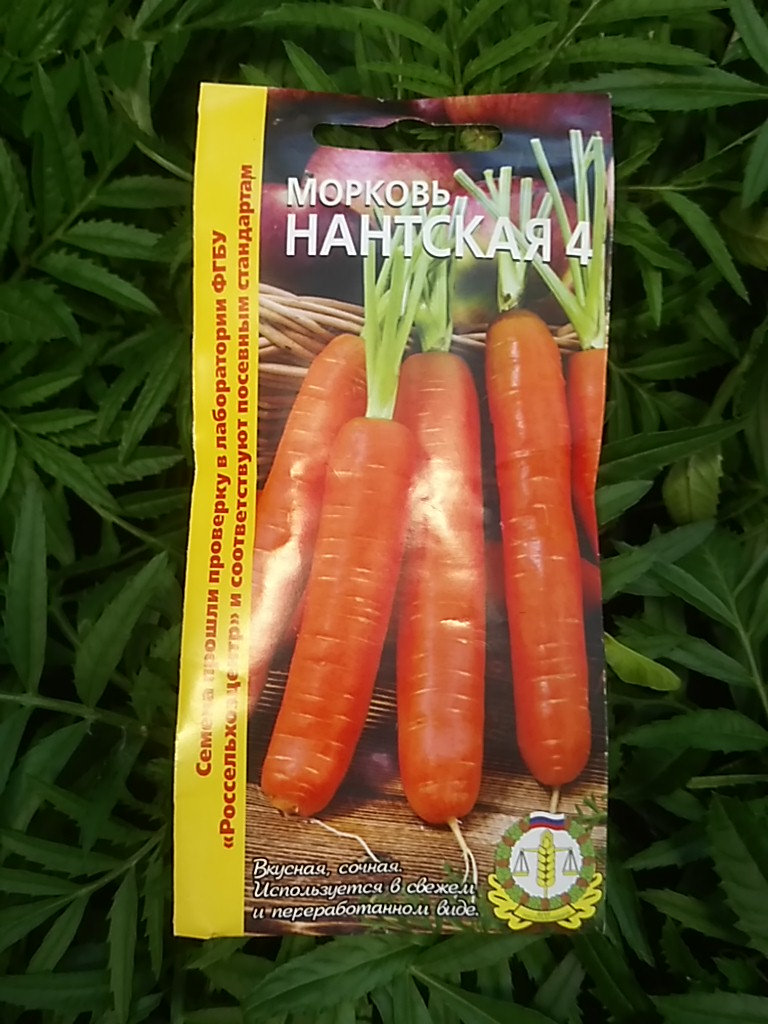 МОРКОВЬ
НАНТСКАЯ 4
Семена прошли проверку в лаборатории ФГБУ
«Россельхозцентр» и соответствуют посевным стандартам
Вкусная, сочная.
Используется в свежем
и переработанном виде.